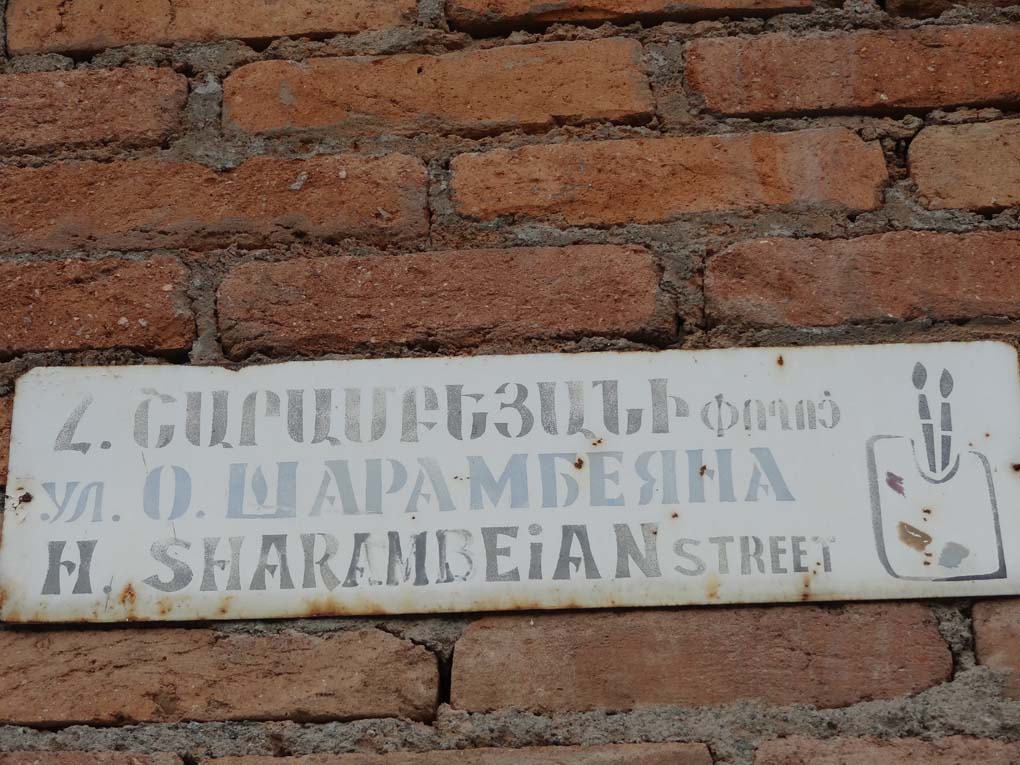 Հ. ՇԱՐԱՄԲԵՅԱՆԻ փողոց
ул. О. ШАРАМБЕЯНА
H. SHARAMBEiAN STREET